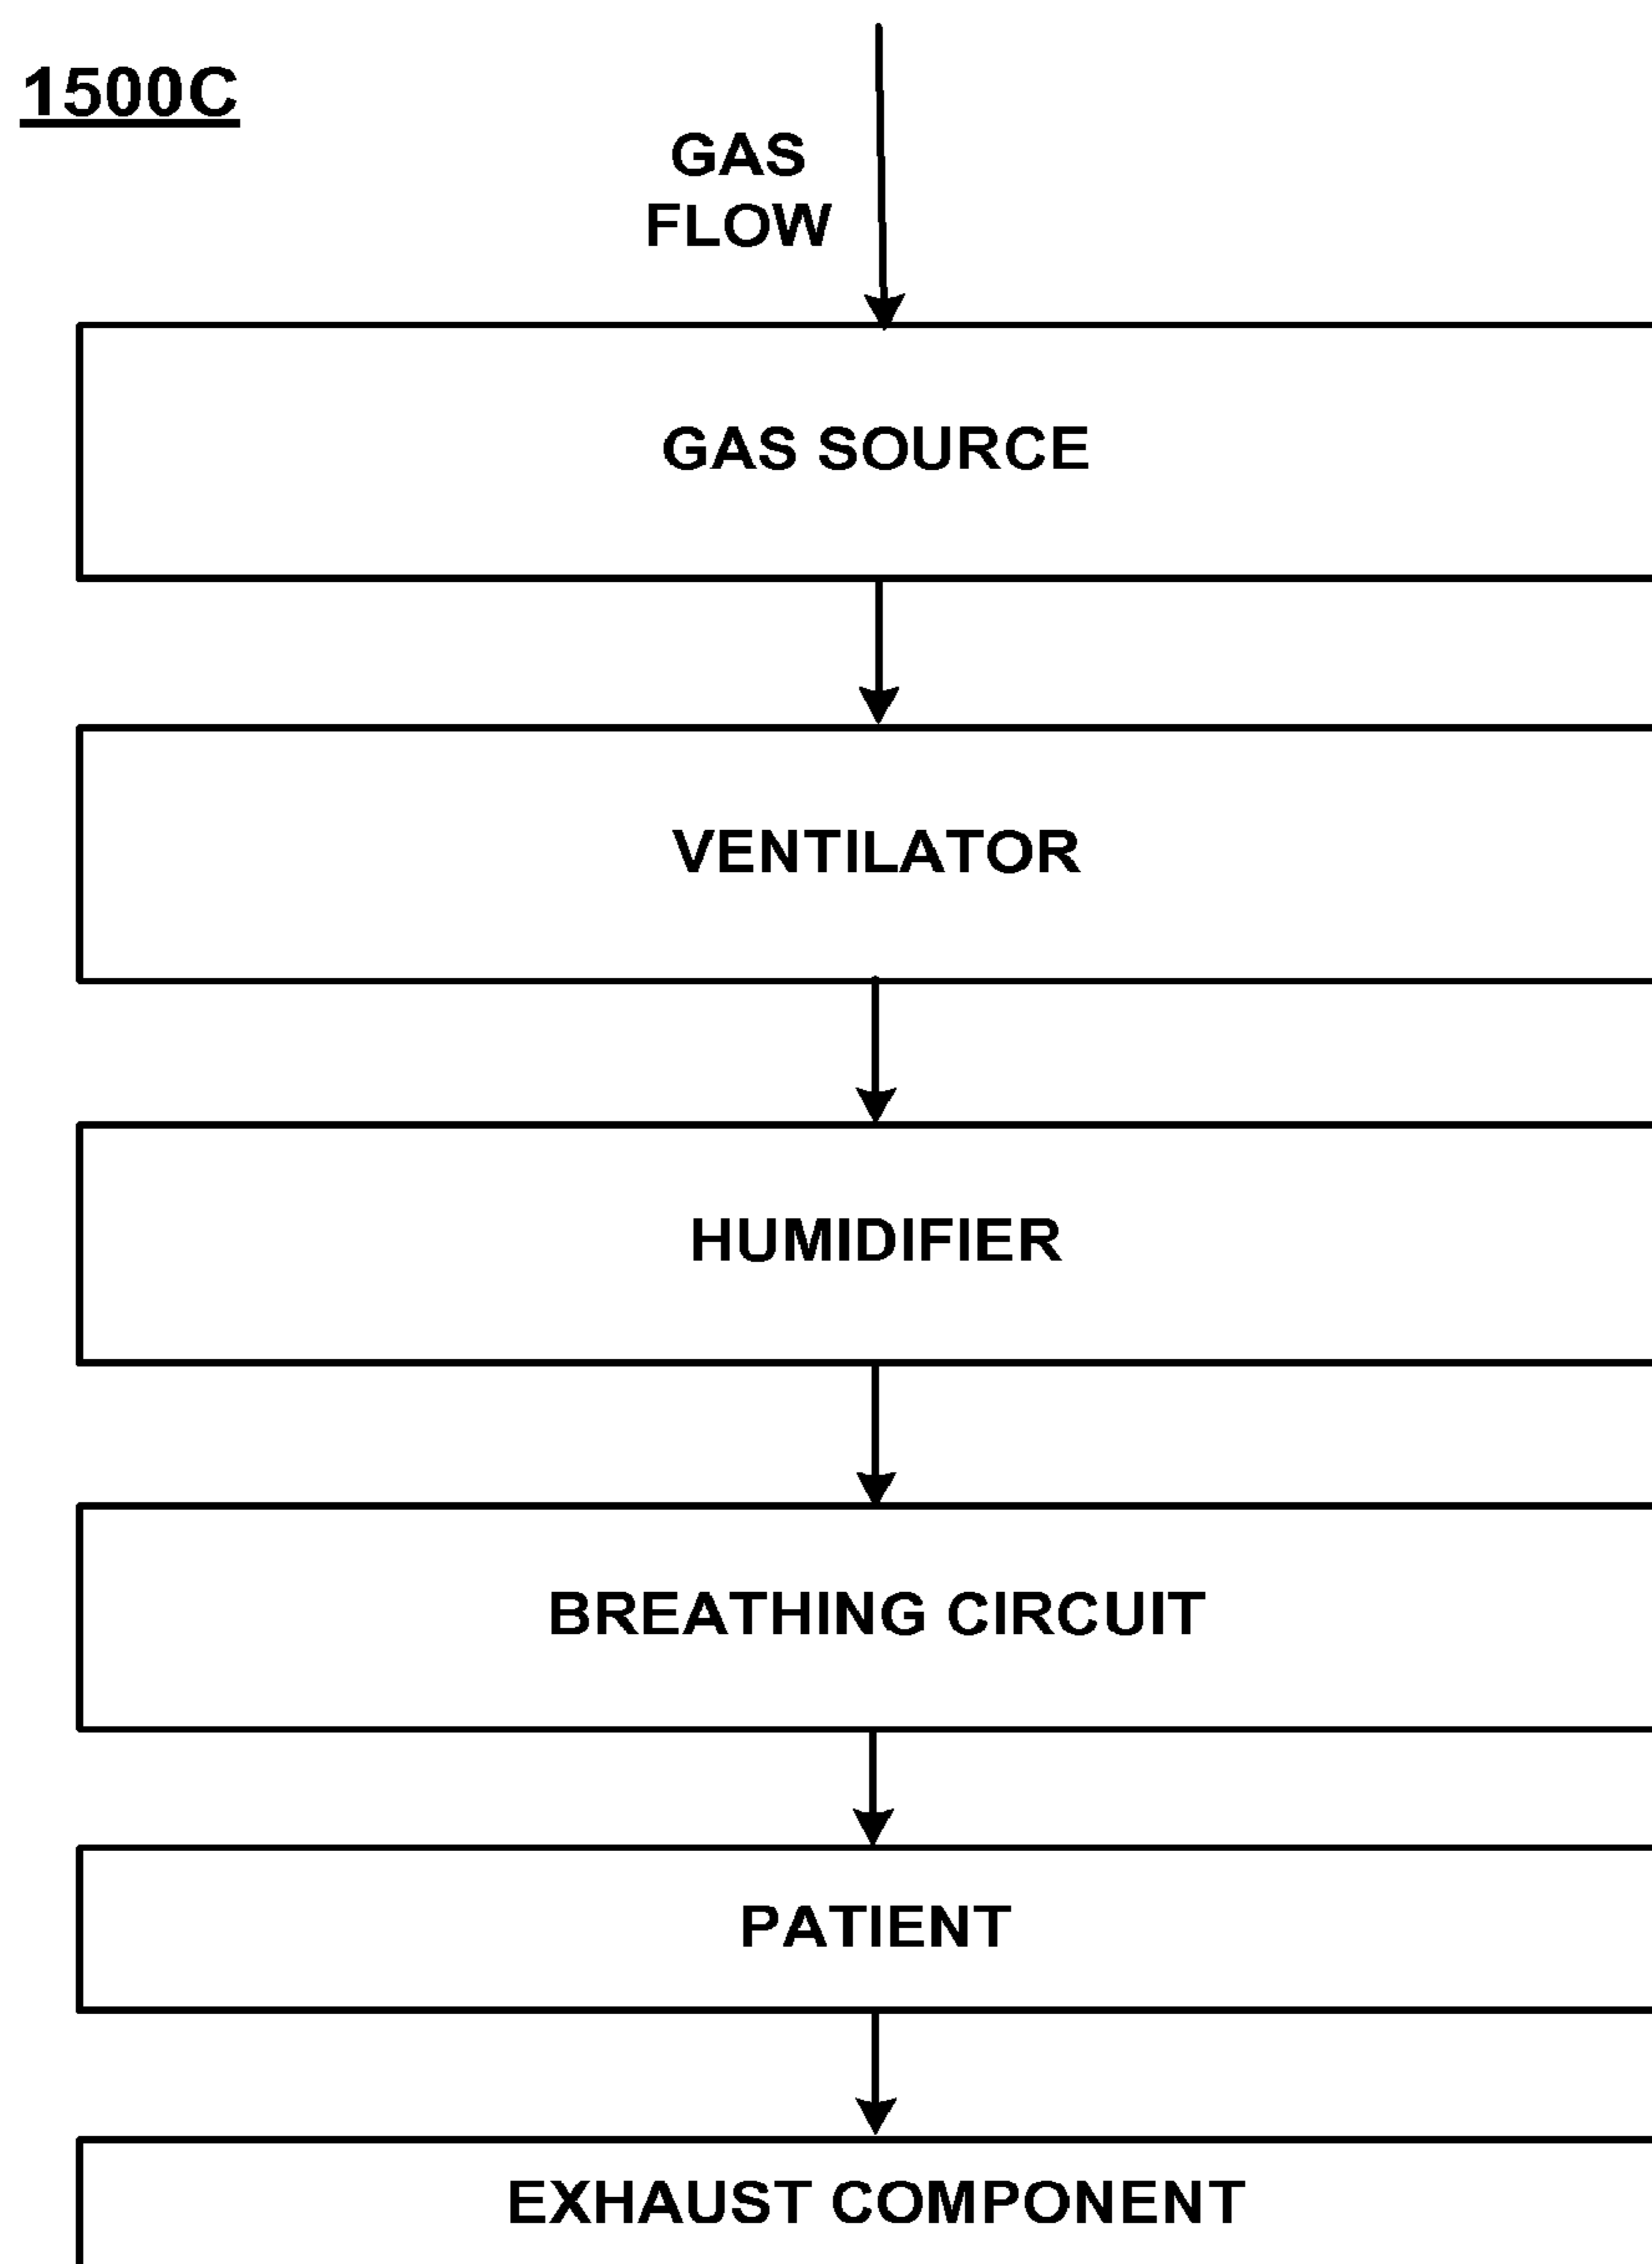 1500C
GAS
FLOW
GAS SOURCE
VENTILATOR
HUMIDIFIER
BREATHING CIRCUIT
PATIENT
EXHAUST COMPONENT